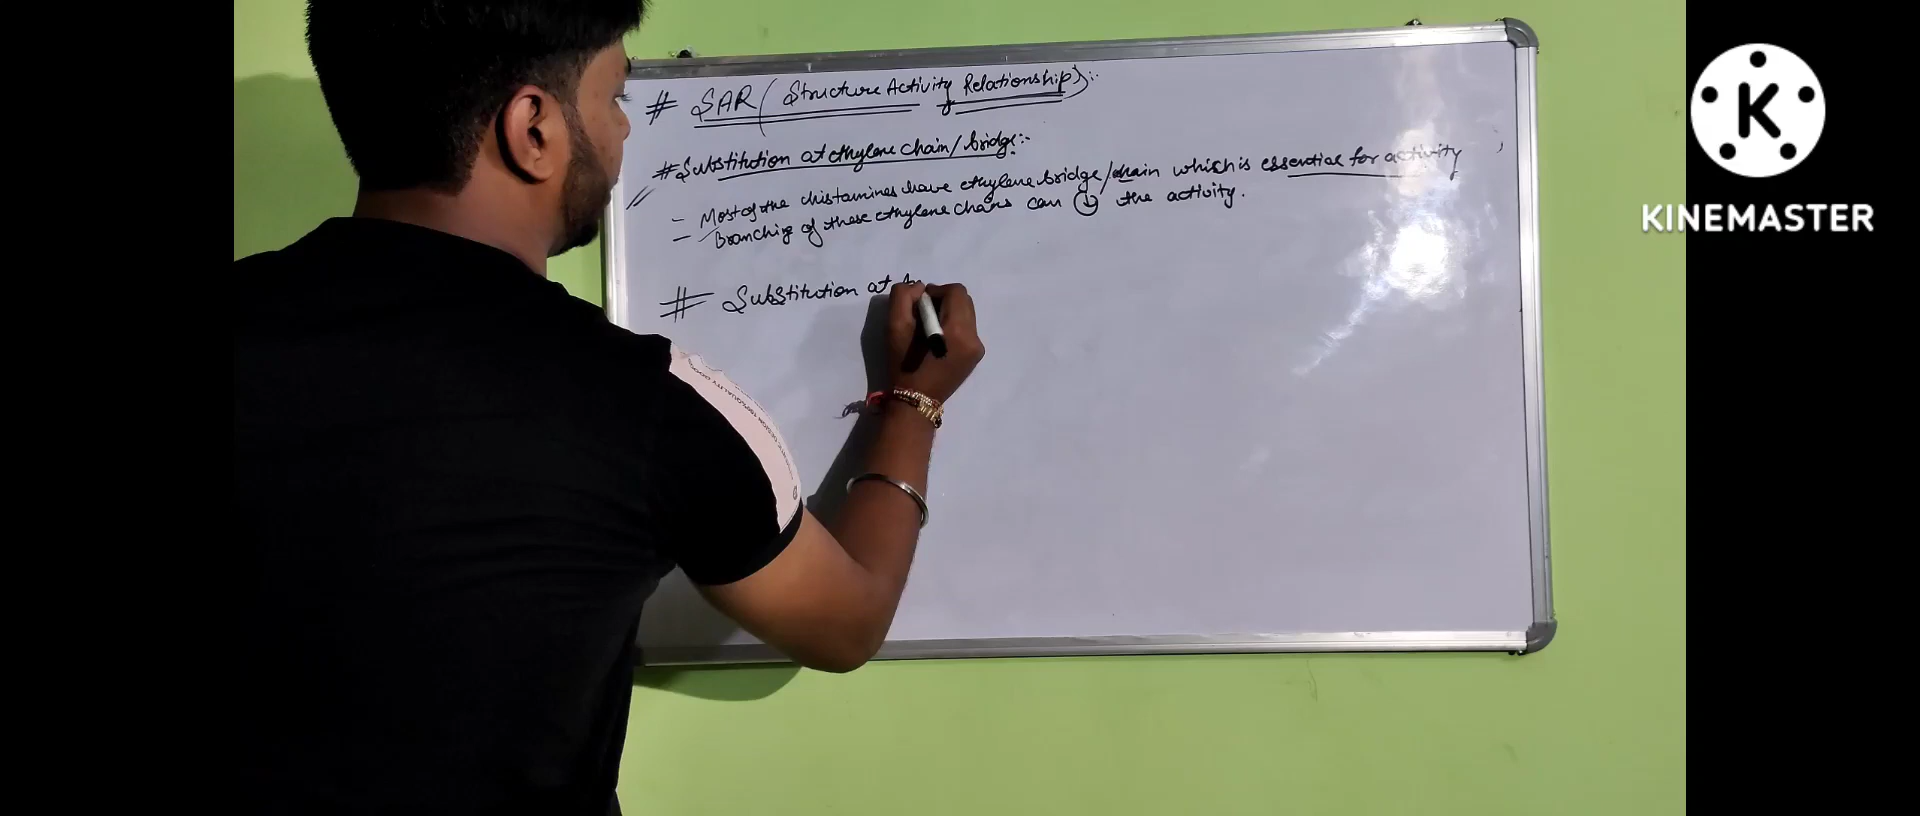 # SAR (Structure Activity Relationship):-
# Substitution at ethylene chain/bridge:-
- Most of the chistamines have ethylene bridge/chain which is essential for activity
- Branching of these ethylene chains can ↓ the activity.
# Substitution at
K
KINEMASTER